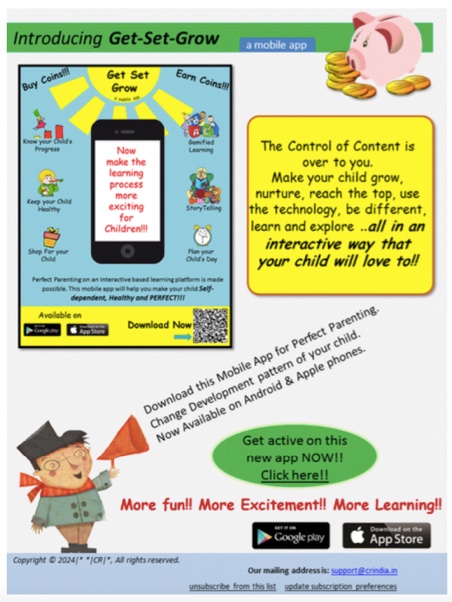 Introducing Get-Set-Grow
a mobile app
Buy Coins!!!
Get Set
Grow
a mobile app
Earn Coins!!!
Know your Child's
Progress
Gamified
Learning
Keep your Child
Healthy
StoryTelling
Shop For your
Child
Plan your
Child's Day
Now
make the
learning
process
more
exciting
for
Children!!!
Perfect Parenting on an Interactive based learning platform is made
possible. This mobile app will help you make your child Self-
dependent, Healthy and PERFECT!!!
Available on
Google play
App Store
Download Now
The Control of Content is
over to you.
Make your child grow,
nurture, reach the top, use
the technology, be different,
learn and explore ..all in an
interactive way that
your child will love to!!
Download this Mobile App for Perfect Parenting.
Change Development pattern of your child.
Now Available on Android & Apple phones.
Get active on this
new app NOW!!
Click here!!
More fun!! More Excitement!! More Learning!!
GET IT ON
Google play
Download on the
App Store
Copyright © 2024|* *|CR|*, All rights reserved.
Our mailing address is: support@crindia.in
unsubscribe from this list update subscription preferences